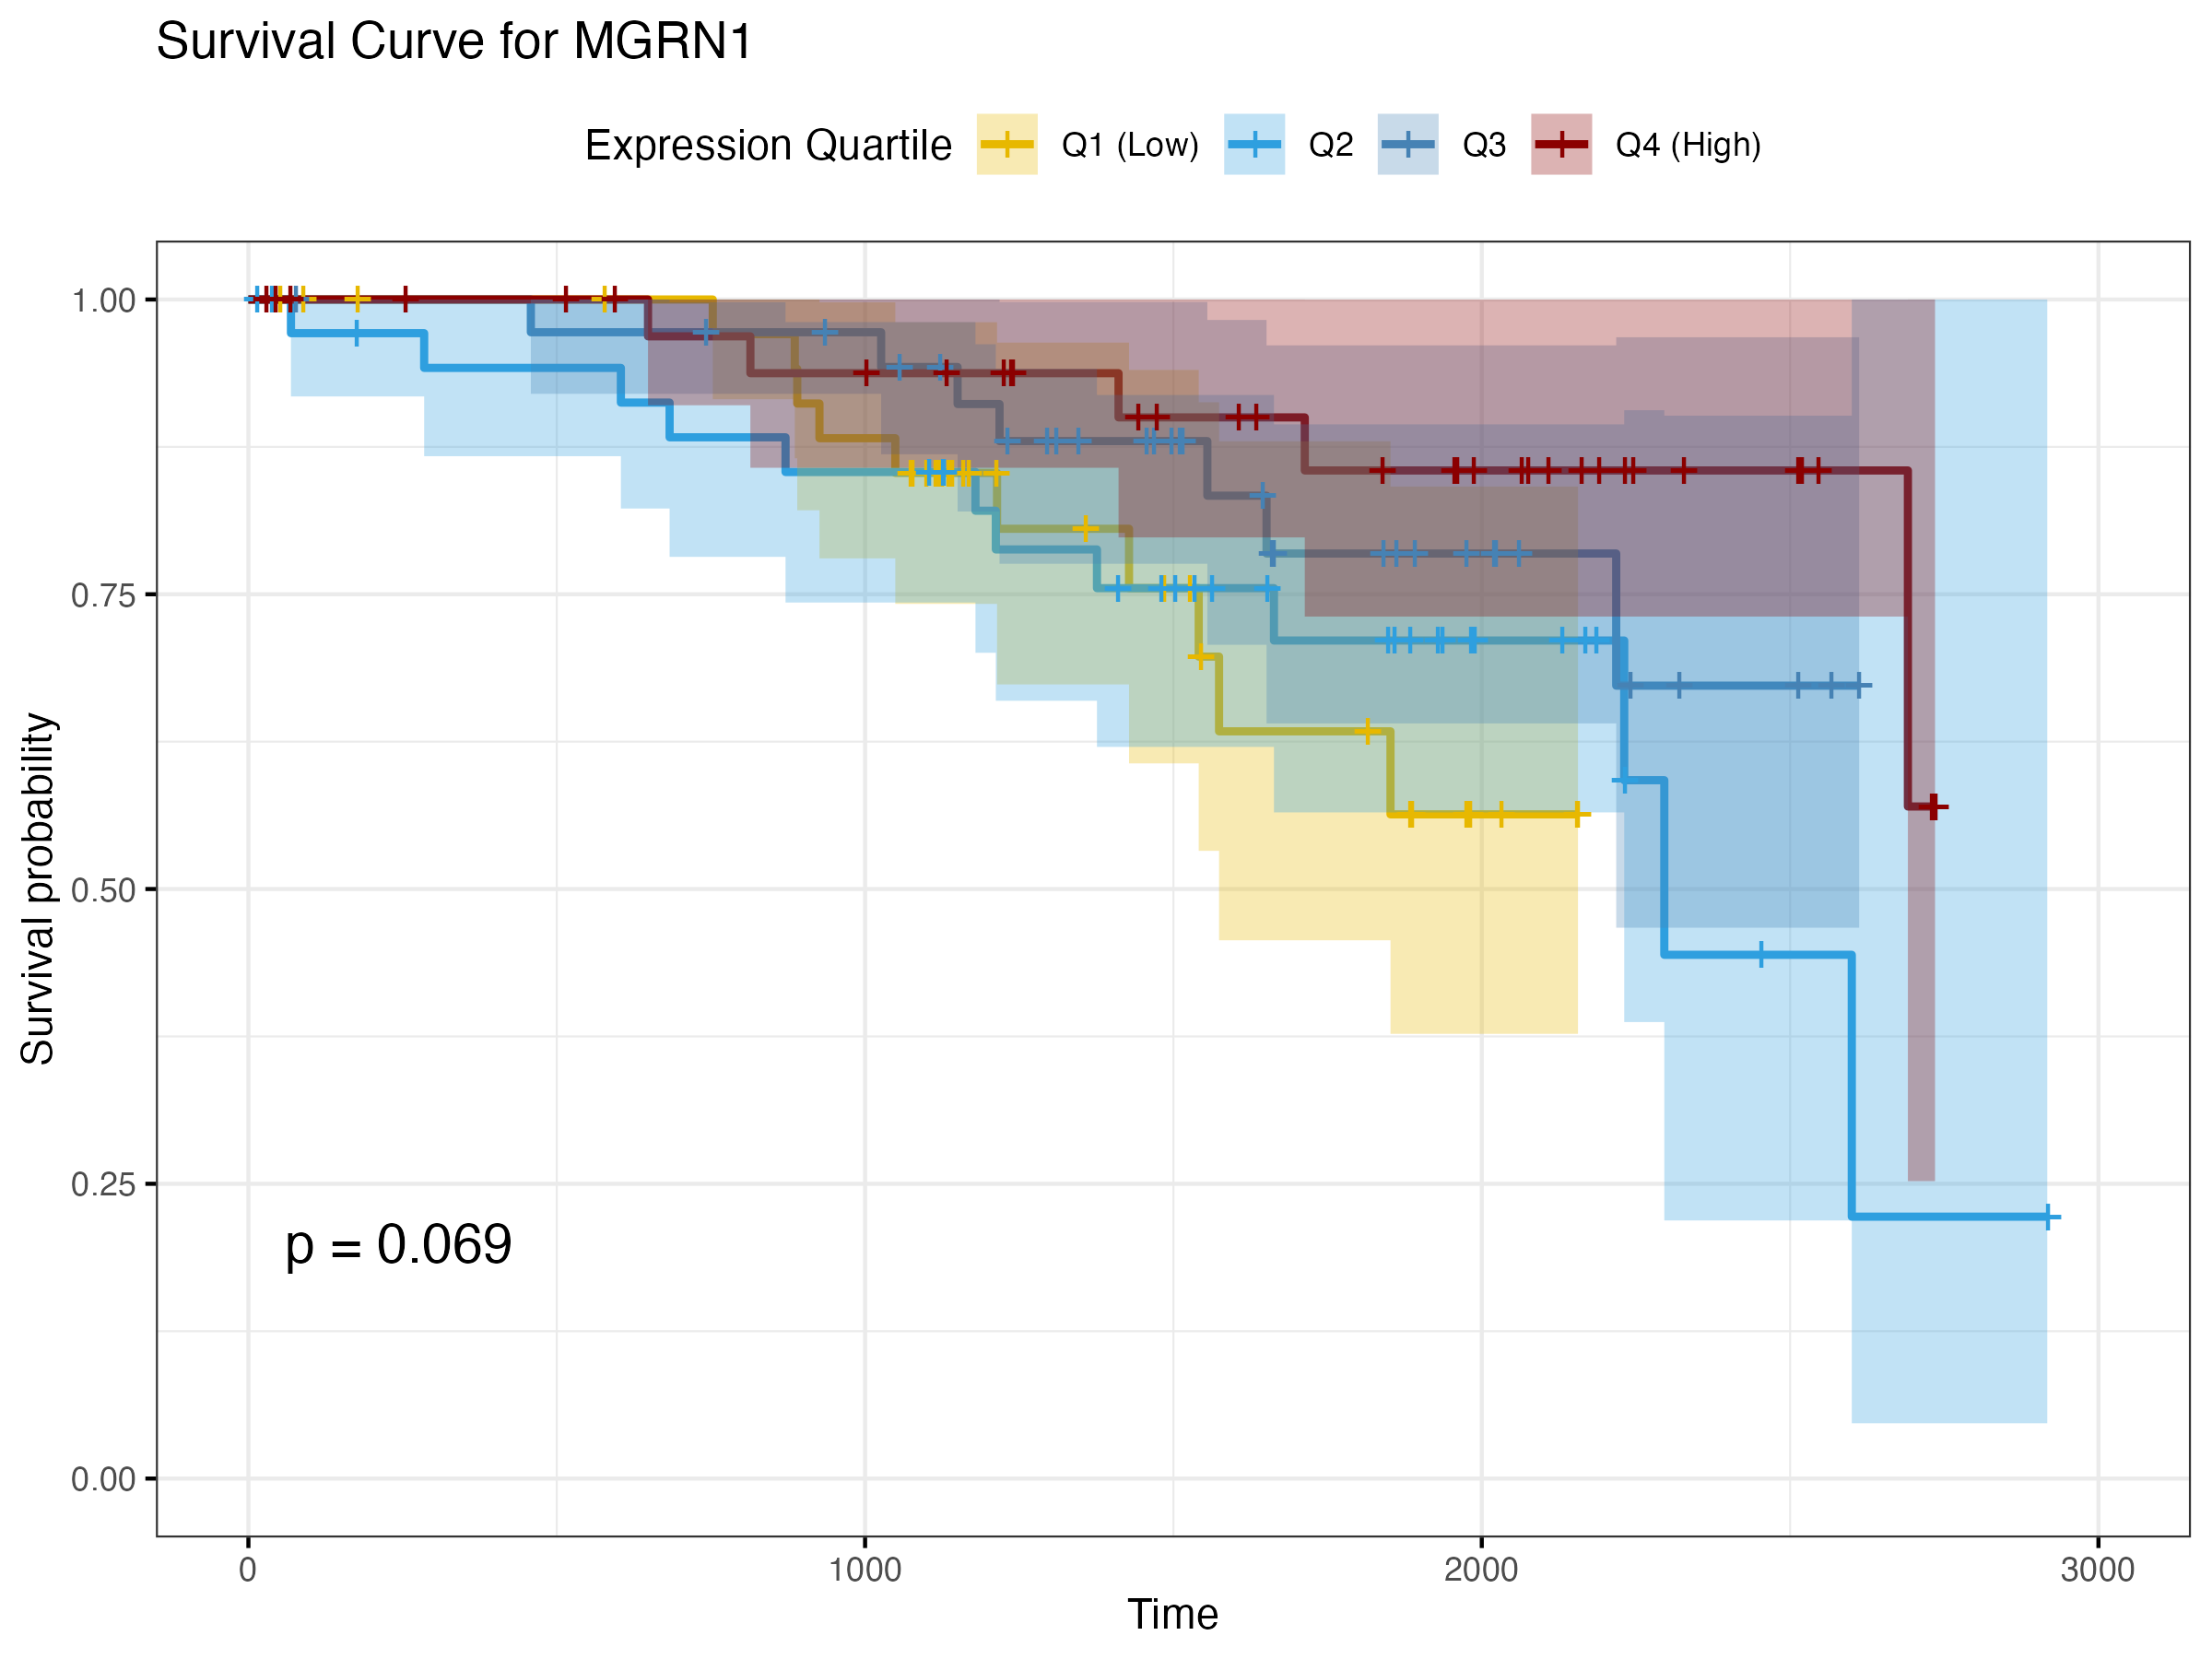 Survival Curve for MGRN1
Expression Quartile Q1 (Low) Q2 Q3 Q4 (High)
Survival probability
1.00
0.75
0.50
0.25
0.00
p = 0.069
0 1000 2000 3000
Time